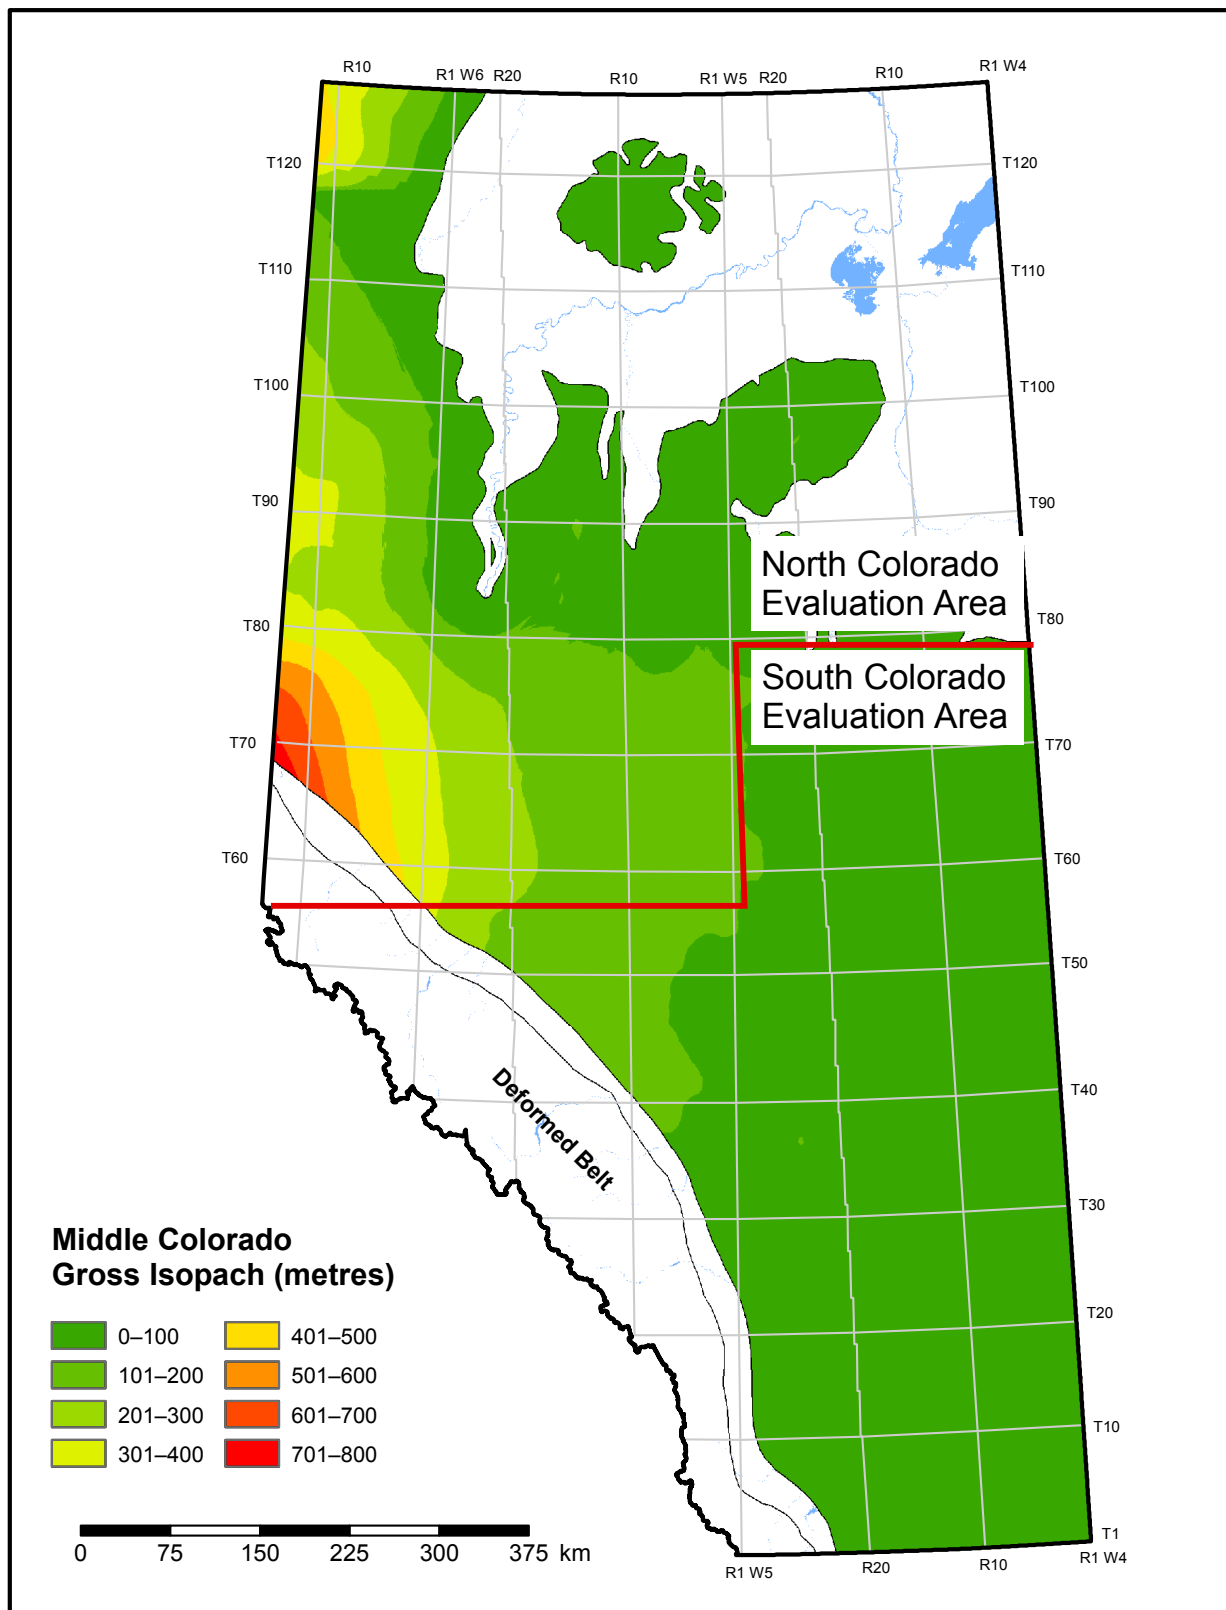 R10 R1 W6 R20 R10 R1 W5 R20 R10 R1 W4
T120 T120
T110 T110
T100 T100
T90 T90
North Colorado
Evaluation Area
T80 T80
South Colorado
Evaluation Area
T70 T70
T60 T60
T50
Deformed Belt
T40
T30
Middle Colorado
Gross Isopach (metres)
T20
0–100 401–500
101–200 501–600
201–300 601–700
301–400 701–800
T10
T1
0 75 150 225 300 375 km
R1 W5 R20 R10 R1 W4